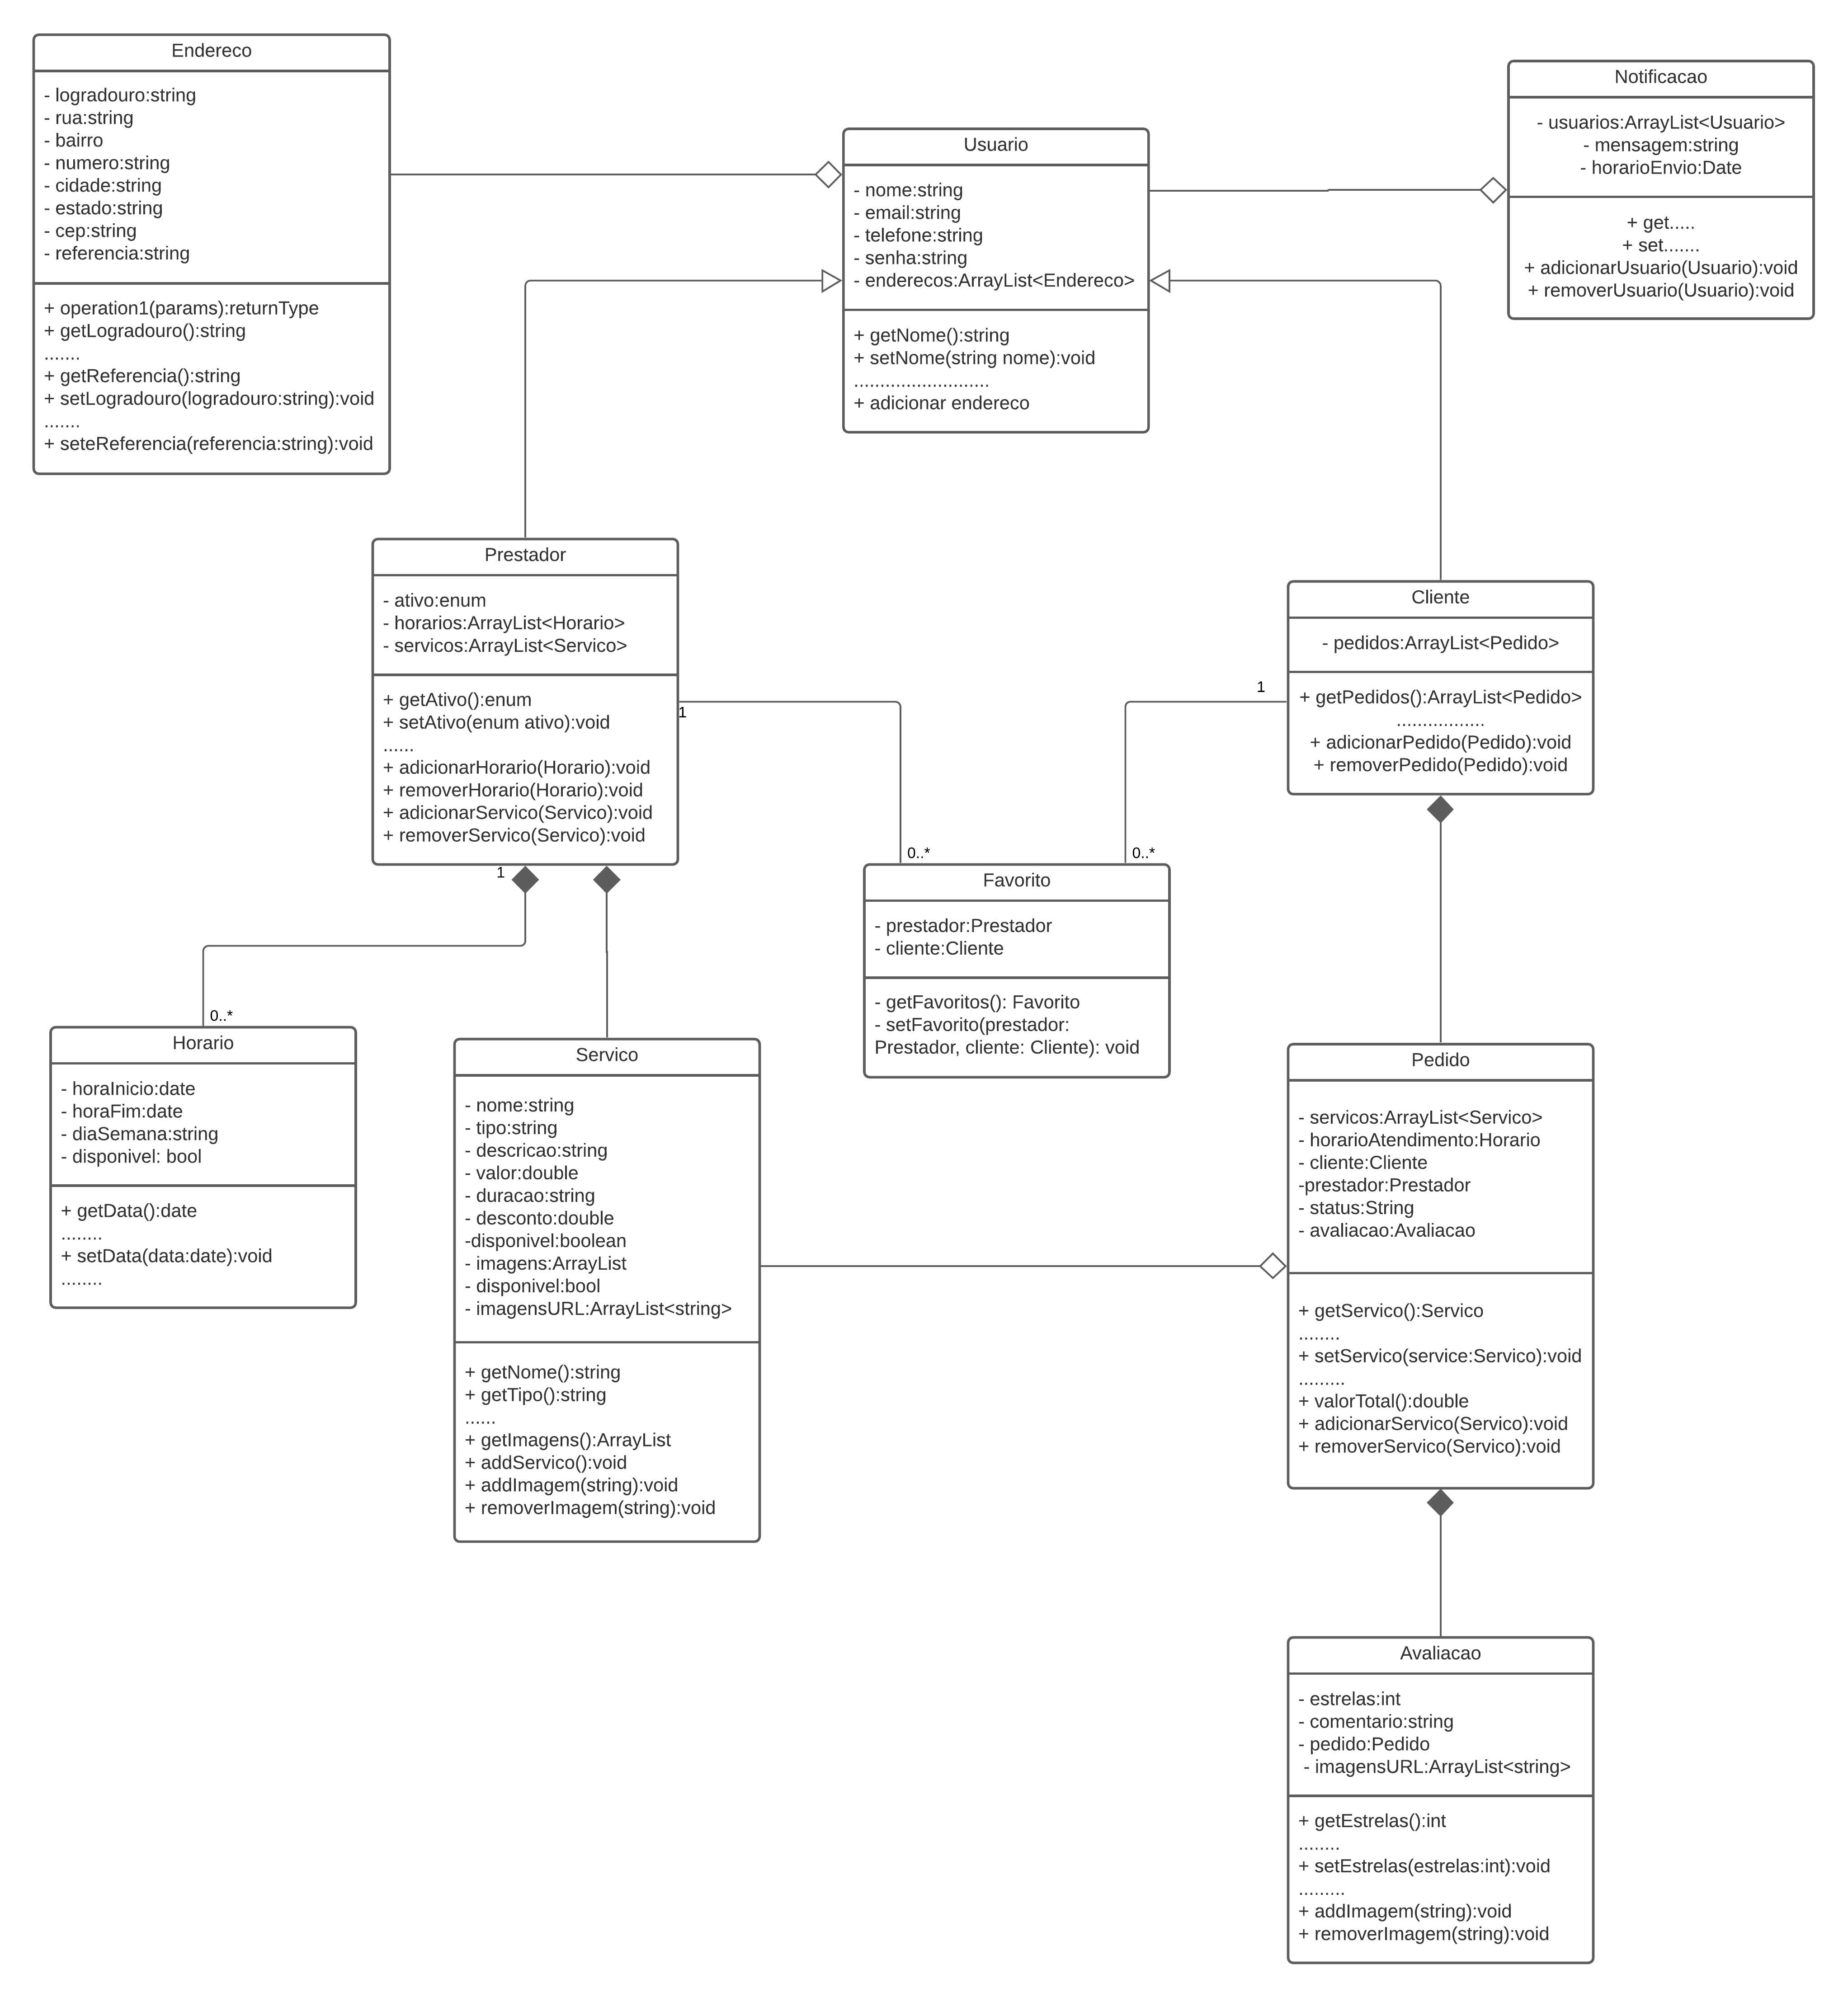 Endereco
- logradouro:string
- rua:string
- bairro
- numero:string
- cidade:string
- estado:string
- cep:string
- referencia:string
+ operation1(params):returnType
+ getLogradouro():string
.......
+ getReferencia():string
+ setLogradouro(logradouro:string):void
.......
+ seteReferencia(referencia:string):void
Usuario
- nome:string
- email:string
- telefone:string
- senha:string
- enderecos:ArrayList<Endereco>
+ getNome():string
+ setNome(string nome):void
..........................
+ adicionar endereco
Notificacao
- usuarios:ArrayList<Usuario>
- mensagem:string
- horarioEnvio:Date
+ get.....
+ set.......
+ adicionarUsuario(Usuario):void
+ removerUsuario(Usuario):void
Prestador
- ativo:enum
- horarios:ArrayList<Horario>
- servicos:ArrayList<Servico>
+ getAtivo():enum
+ setAtivo(enum ativo):void
......
+ adicionarHorario(Horario):void
+ removerHorario(Horario):void
+ adicionarServico(Servico):void
+ removerServico(Servico):void
1
1
Cliente
- pedidos:ArrayList<Pedido>
+ getPedidos():ArrayList<Pedido>
.................
+ adicionarPedido(Pedido):void
+ removerPedido(Pedido):void
1
0..*
0..*
Favorito
- prestador:Prestador
- cliente:Cliente
- getFavoritos(): Favorito
- setFavorito(prestador:
Prestador, cliente: Cliente): void
0..*
Horario
- horaInicio:date
- horaFim:date
- diaSemana:string
- disponivel: bool
+ getData():date
........
+ setData(data:date):void
........
Servico
- nome:string
- tipo:string
- descricao:string
- valor:double
- duracao:string
- desconto:double
-disponivel:boolean
- imagens:ArrayList
- disponivel:bool
- imagensURL:ArrayList<string>
+ getNome():string
+ getTipo():string
......
+ getImagens():ArrayList
+ addServico():void
+ addImagem(string):void
+ removerImagem(string):void
Pedido
- servicos:ArrayList<Servico>
- horarioAtendimento:Horario
- cliente:Cliente
-prestador:Prestador
- status:String
- avaliacao:Avaliacao
+ getServico():Servico
........
+ setServico(service:Servico):void
.........
+ valorTotal():double
+ adicionarServico(Servico):void
+ removerServico(Servico):void
Avaliacao
- estrelas:int
- comentario:string
- pedido:Pedido
- imagensURL:ArrayList<string>
+ getEstrelas():int
........
+ setEstrelas(estrelas:int):void
.........
+ addImagem(string):void
+ removerImagem(string):void